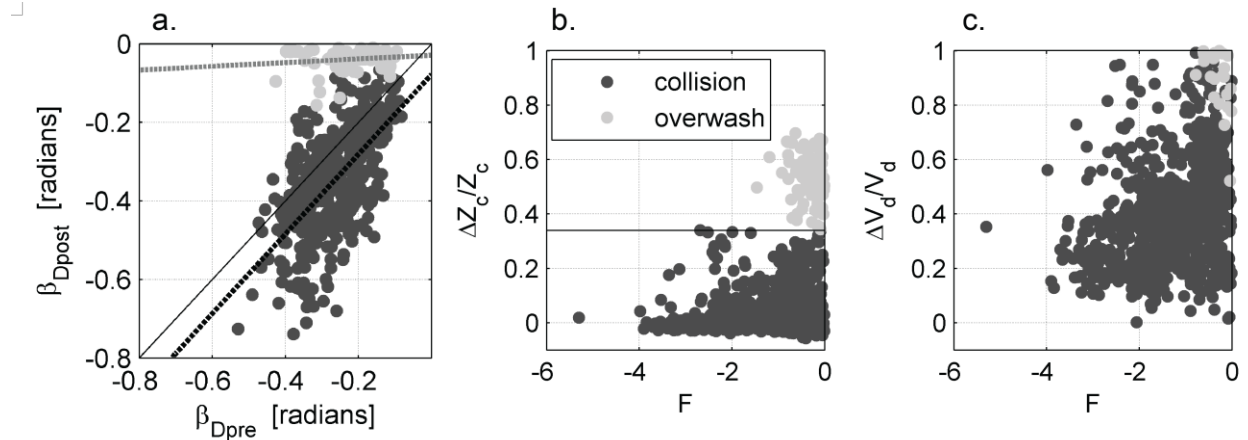 a.
0
-0.2
-0.4
-0.6
-0.8
β_Dpost [radians]
-0.8 -0.6 -0.4 -0.2
β_Dpre [radians]
b.
1
0.8
0.6
0.4
0.2
0
ΔZ_c/Z_c
collision
overwash
-6 -4 -2 0
F
c.
1
0.8
0.6
0.4
0.2
0
ΔV_d/V_d
-6 -4 -2 0
F